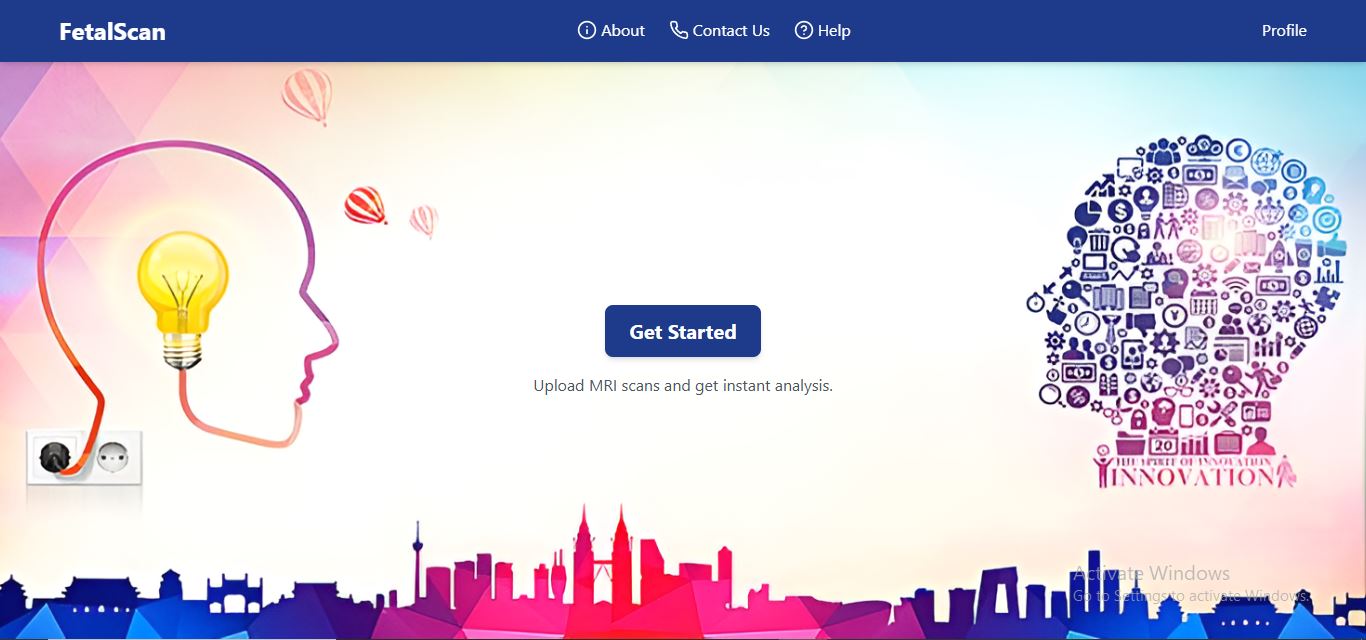 FetalScan
About
Contact Us
Help
Profile
Get Started
Upload MRI scans and get instant analysis.
20
THE SPIRIT OF INNOVATION
INNOVATION
Activate Windows
Go to Settings to activate Windows.